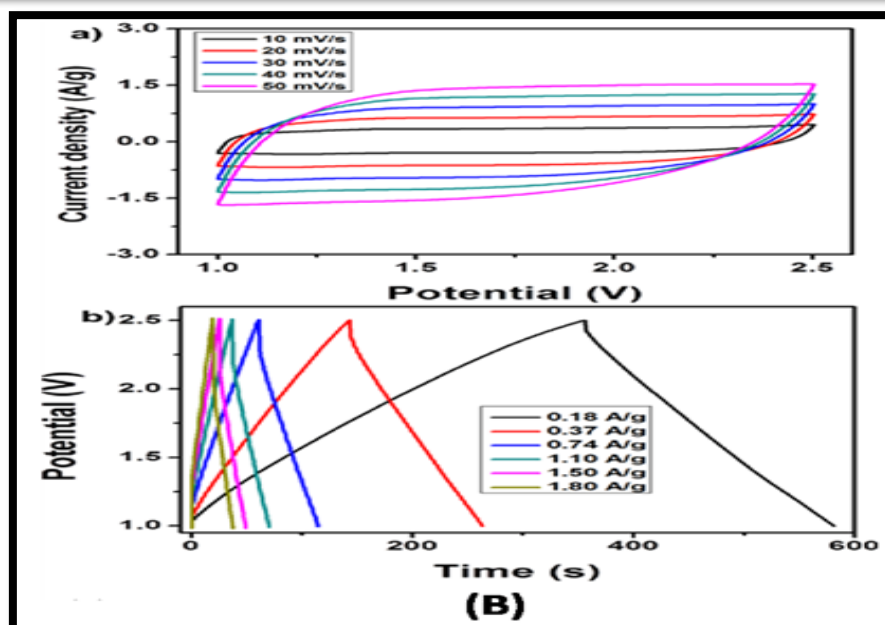 a)
10 mV/s
20 mV/s
30 mV/s
40 mV/s
50 mV/s
Current density (A/g)
3.0
1.5
0.0
-1.5
-3.0
1.0 1.5 2.0 2.5
Potential (V)
b)
Potential (V)
2.5
2.0
1.5
1.0
0.18 A/g
0.37 A/g
0.74 A/g
1.10 A/g
1.50 A/g
1.80 A/g
0 200 400 600
Time (s)
(B)